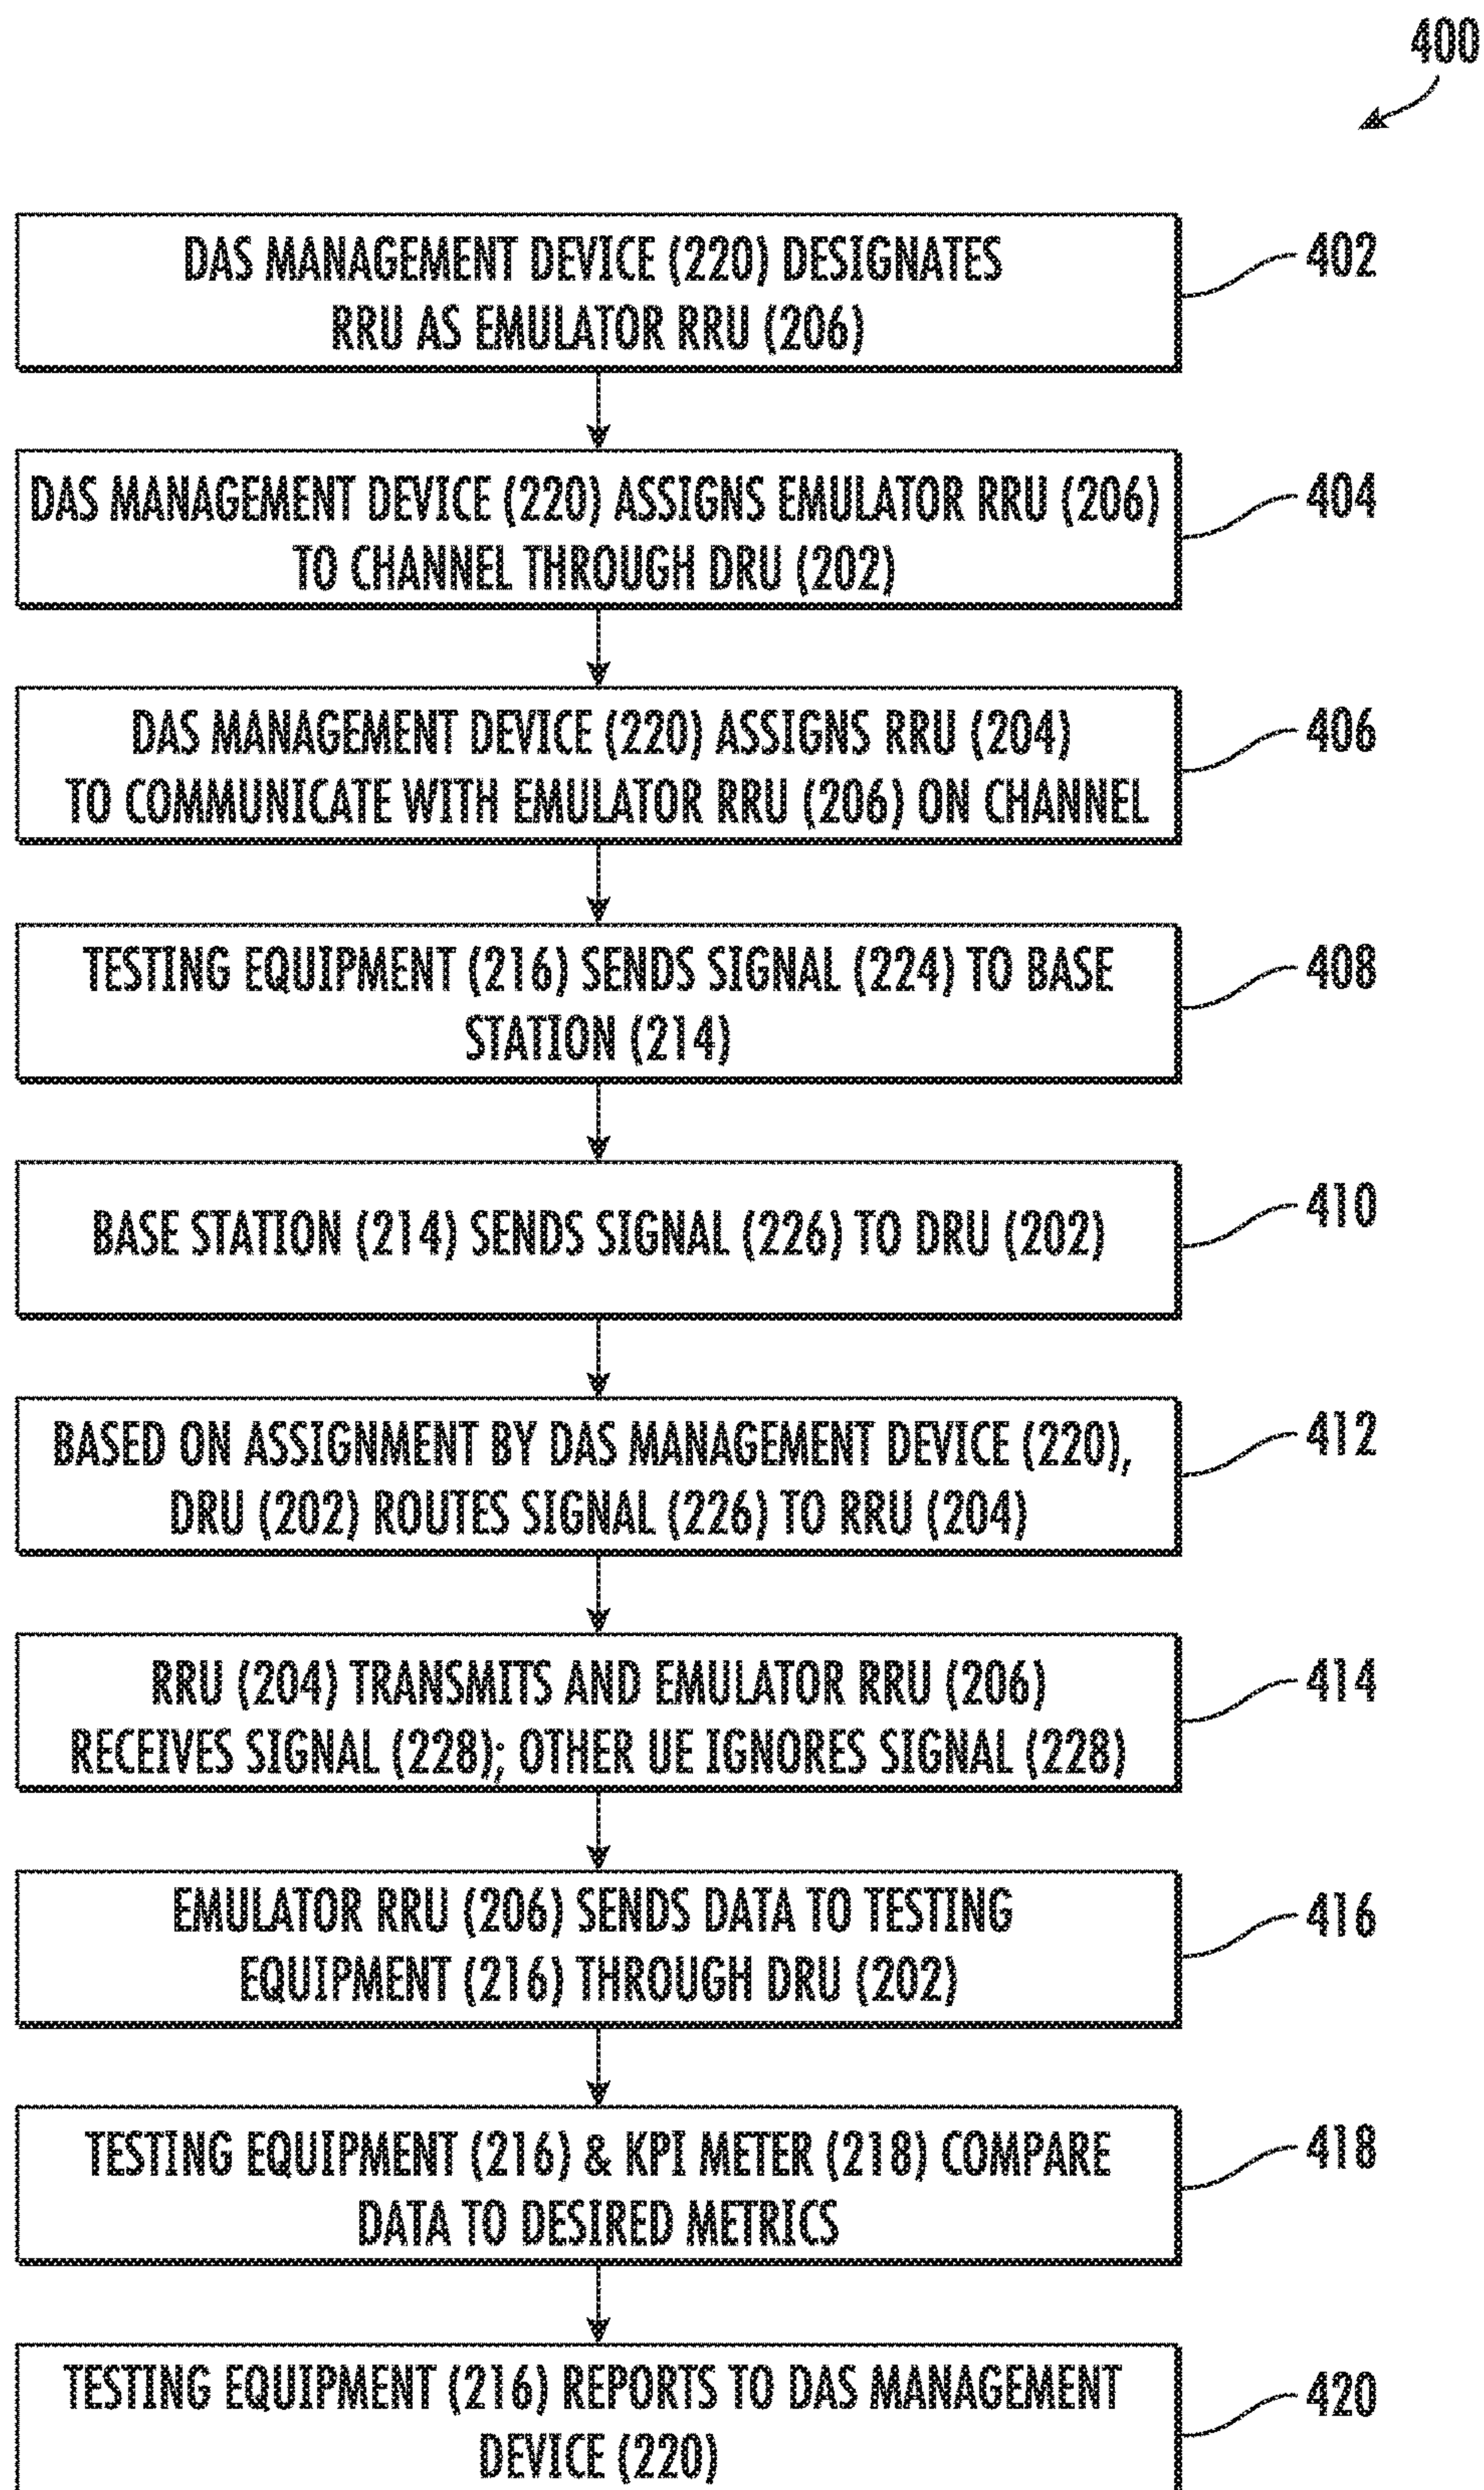 400
DAS MANAGEMENT DEVICE (220) DESIGNATES
RRU AS EMULATOR RRU (206)
402
DAS MANAGEMENT DEVICE (220) ASSIGNS EMULATOR RRU (206)
TO CHANNEL THROUGH DRU (202)
404
DAS MANAGEMENT DEVICE (220) ASSIGNS RRU (204)
TO COMMUNICATE WITH EMULATOR RRU (206) ON CHANNEL
406
TESTING EQUIPMENT (216) SENDS SIGNAL (224) TO BASE
STATION (214)
408
BASE STATION (214) SENDS SIGNAL (226) TO DRU (202)
410
BASED ON ASSIGNMENT BY DAS MANAGEMENT DEVICE (220),
DRU (202) ROUTES SIGNAL (226) TO RRU (204)
412
RRU (204) TRANSMITS AND EMULATOR RRU (206)
RECEIVES SIGNAL (228); OTHER UE IGNORES SIGNAL (228)
414
EMULATOR RRU (206) SENDS DATA TO TESTING
EQUIPMENT (216) THROUGH DRU (202)
416
TESTING EQUIPMENT (216) & KPI METER (218) COMPARE
DATA TO DESIRED METRICS
418
TESTING EQUIPMENT (216) REPORTS TO DAS MANAGEMENT
DEVICE (220)
420